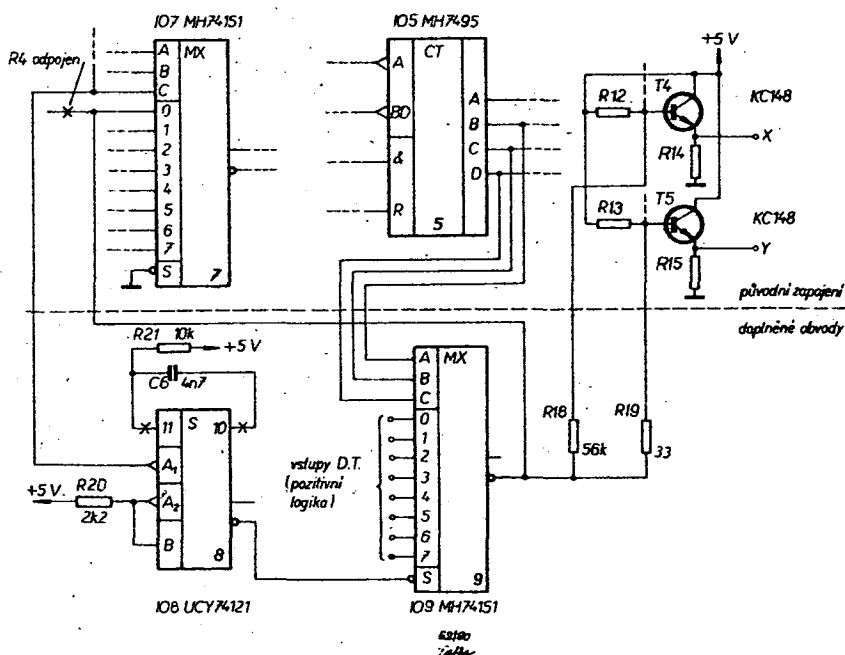 IO7 MH74151
IO5 MH7495
+5 V
R4 odpojen
A
B
C
0
1
2
3
4
5
6
7
S
MX
7
A
BD
&
R
CT
5
A
B
C
D
R12
T4
KC148
X
R14
R13
T5
KC148
Y
R15
původní zapojení
doplněné obvody
R21
10k
+5 V
C6
4n7
11
S
10
A1
A2
B
8
+5 V.
R20
2k2
IO8 UCY74121
vstupy D.T.
(pozitivní
logika)
A
B
C
0
1
2
3
4
5
6
7
S
MX
9
IO9 MH74151
R18
56k
R19
33